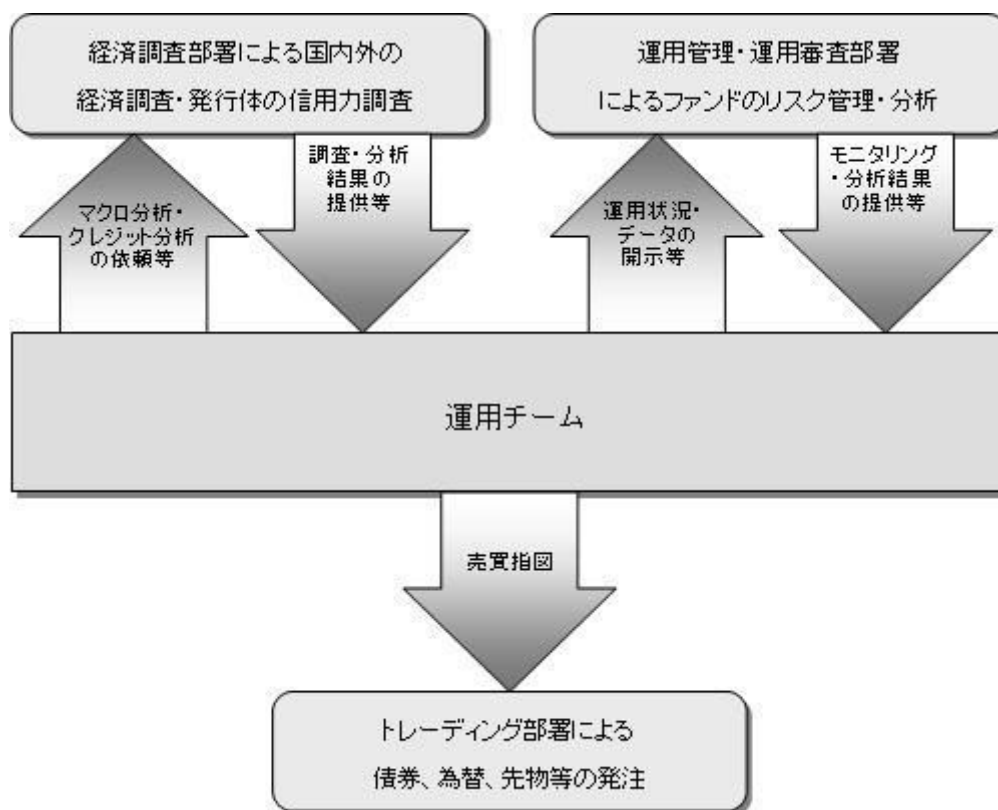 経済調査部署による国内外の
経済調査・発行体の信用力調査
運用管理・運用審査部署
によるファンドのリスク管理・分析
マクロ分析・
クレジット分析
の依頼等
調査・分析
結果の
提供等
運用状況・
データの
開示等
モニタリング
・分析結果
の提供等
運用チーム
売買指図
トレーディング部署による
債券、為替、先物等の発注